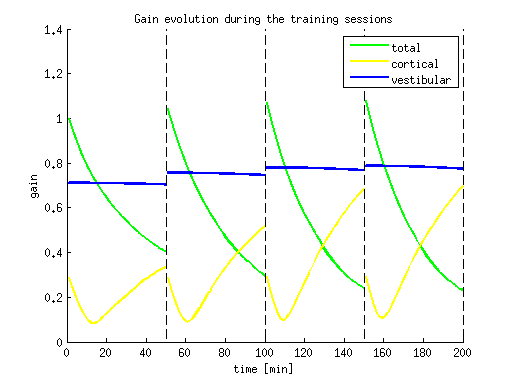 Gain evolution during the training sessions
1.4
1.2
1
0.8
0.6
0.4
0.2
0
gain
total
cortical
vestibular
0 20 40 60 80 100 120 140 160 180 200
time [min]